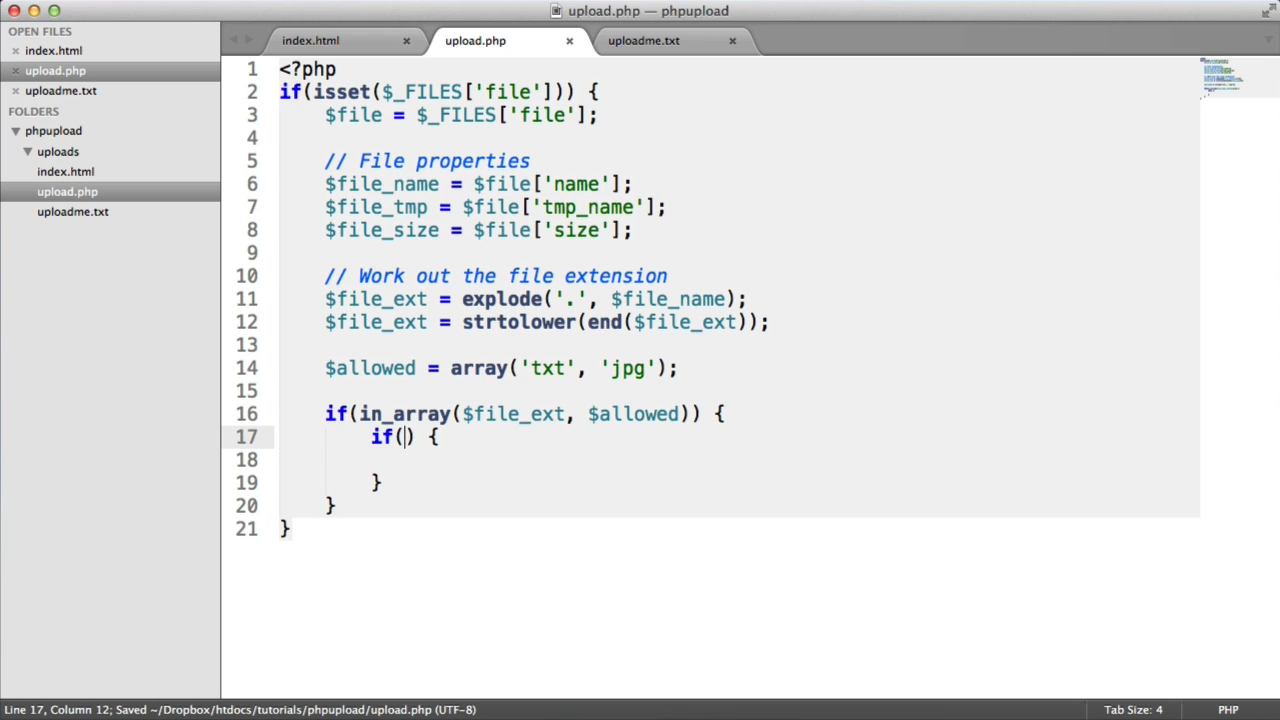 upload.php — phpupload
OPEN FILES
index.html
upload.php
uploadme.txt
FOLDERS
phpupload
uploads
index.html
upload.php
uploadme.txt
index.html
upload.php
uploadme.txt
1 <?php
2 if(isset($_FILES['file'])) {
3 $file = $_FILES['file'];
4
5 // File properties
6 $file_name = $file['name'];
7 $file_tmp = $file['tmp_name'];
8 $file_size = $file['size'];
9
10 // Work out the file extension
11 $file_ext = explode('.', $file_name);
12 $file_ext = strtolower(end($file_ext));
13
14 $allowed = array('txt', 'jpg');
15
16 if(in_array($file_ext, $allowed)) {
17 if() {
18
19 }
20 }
21 }
Line 17, Column 12; Saved ~/Dropbox/htdocs/tutorials/phpupload/upload.php (UTF-8)
Tab Size: 4
PHP